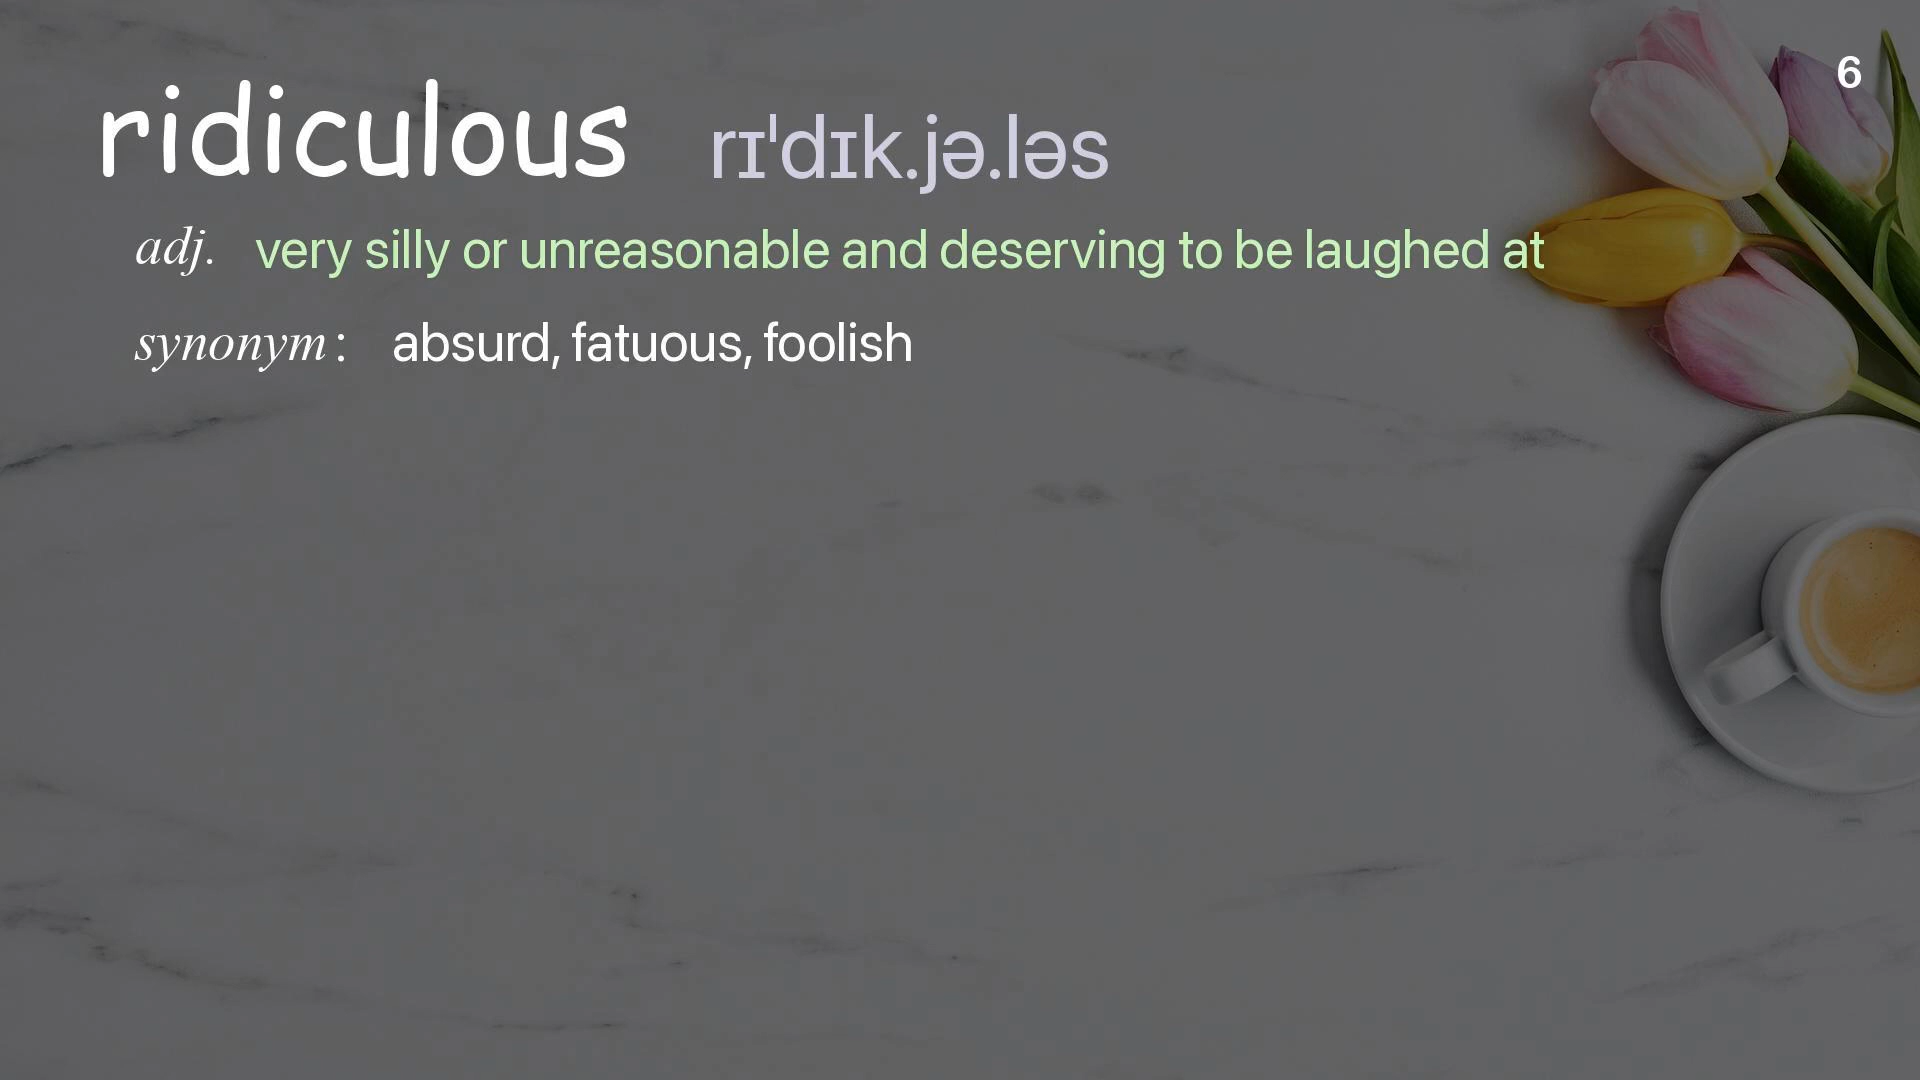 6
ridiculous rɪˈdɪk.jə.ləs
adj. very silly or unreasonable and deserving to be laughed at
synonym : absurd, fatuous, foolish